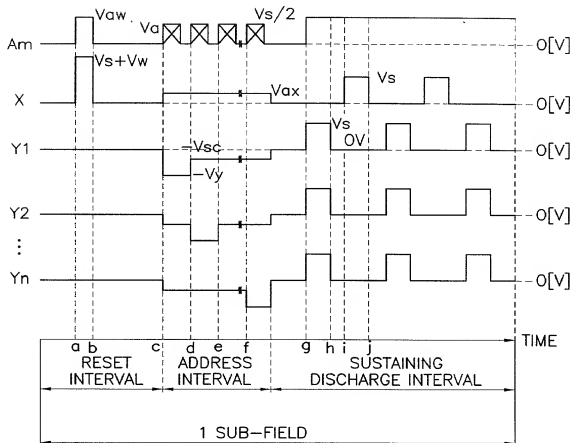 Vaw Va Vs/2
Am O[V]
Vs+Vw
Vs
X Vax O[V]
Y1 -Vsc Vs O[V]
OV
-Vy
Y2 O[V]
⋮
Yn O[V]
TIME
a b c d e f g h i j
RESET INTERVAL
ADDRESS INTERVAL
SUSTAINING DISCHARGE INTERVAL
1 SUB-FIELD